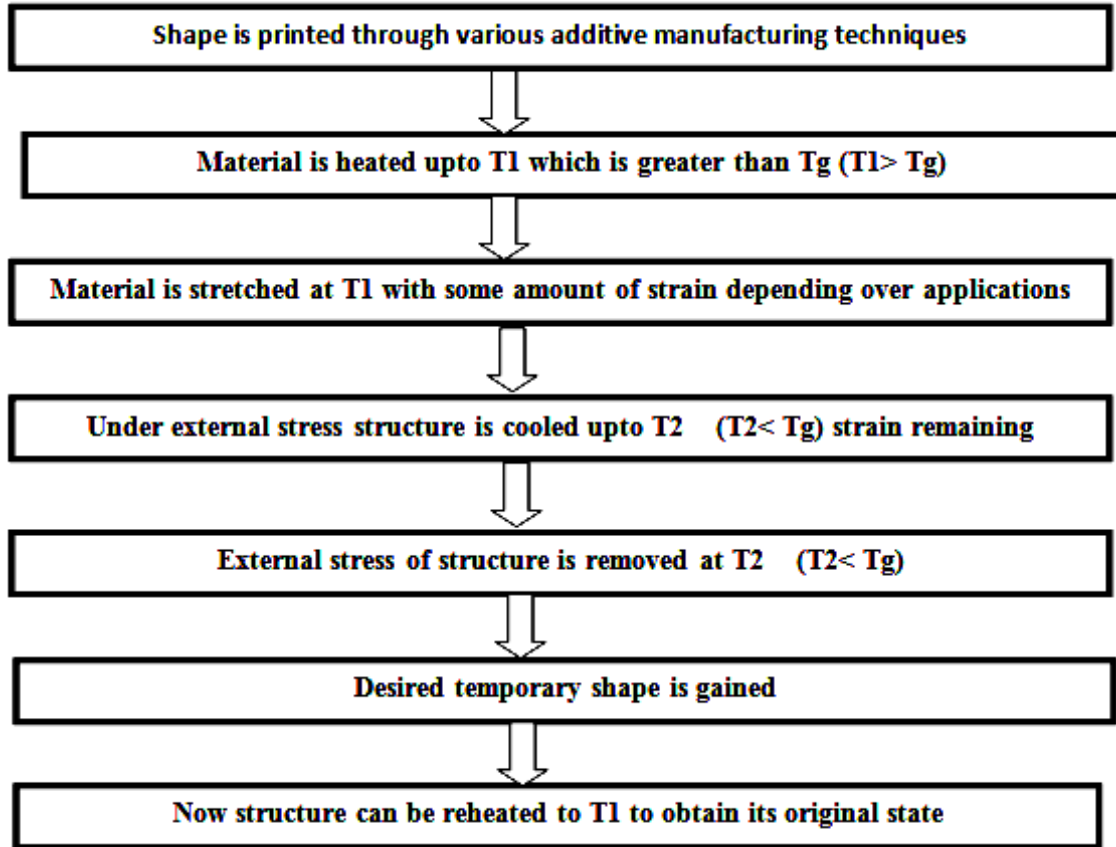 Shape is printed through various additive manufacturing techniques
Material is heated upto T1 which is greater than Tg (T1> Tg)
Material is stretched at T1 with some amount of strain depending over applications
Under external stress structure is cooled upto T2 (T2< Tg) strain remaining
External stress of structure is removed at T2 (T2< Tg)
Desired temporary shape is gained
Now structure can be reheated to T1 to obtain its original state